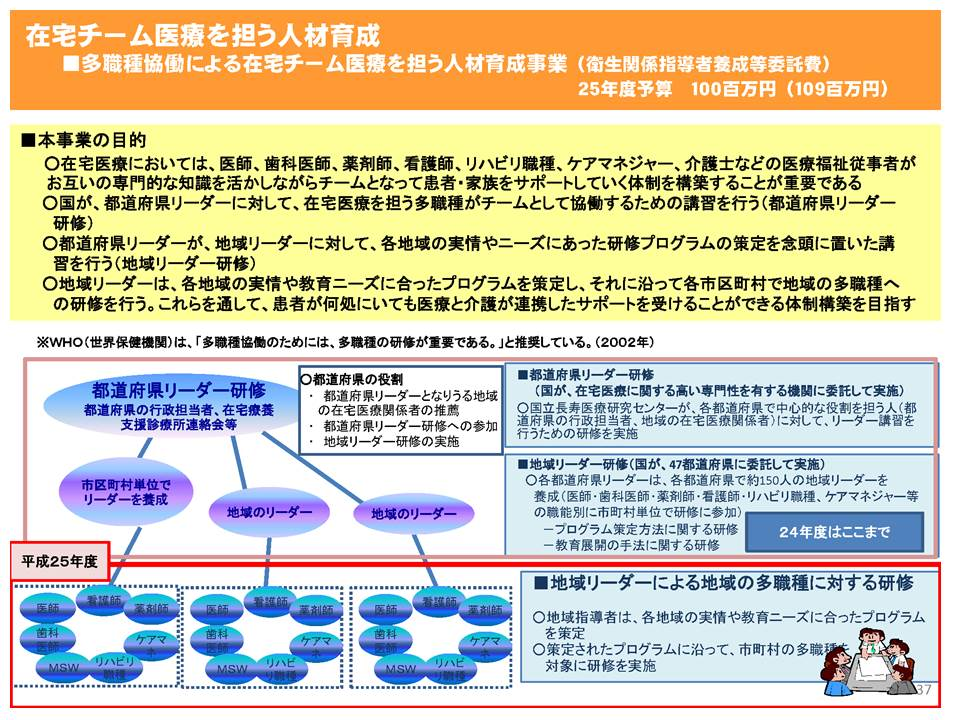 在宅チーム医療を担う人材育成
■多職種協働による在宅チーム医療を担う人材育成事業（衛生関係指導者養成等委託費）
25年度予算　100百万円（109百万円）
■本事業の目的
○在宅医療においては、医師、歯科医師、薬剤師、看護師、リハビリ職種、ケアマネジャー、介護士などの医療福祉従事者が
お互いの専門的な知識を活かしながらチームとなって患者・家族をサポートしていく体制を構築することが重要である
○国が、都道府県リーダーに対して、在宅医療を担う多職種がチームとして協働するための講習を行う（都道府県リーダー
研修）
○都道府県リーダーが、地域リーダーに対して、各地域の実情やニーズにあった研修プログラムの策定を念頭に置いた講
習を行う（地域リーダー研修）
○地域リーダーは、各地域の実情や教育ニーズに合ったプログラムを策定し、それに沿って各市区町村で地域の多職種へ
の研修を行う。これらを通して、患者が何処にいても医療と介護が連携したサポートを受けることができる体制構築を目指す
※ＷＨＯ（世界保健機関）は、「多職種協働のためには、多職種の研修が重要である。」と推奨している。（２００２年）
都道府県リーダー研修
都道府県の行政担当者、在宅療養
支援診療所連絡会等
○都道府県の役割
・　都道府県リーダーとなりうる地域
の在宅医療関係者の推薦
・　都道府県リーダー研修への参加
・　地域リーダー研修の実施
■都道府県リーダー研修
（国が、在宅医療に関する高い専門性を有する機関に委託して実施）
○国立長寿医療研究センターが、各都道府県で中心的な役割を担う人（都
道府県の行政担当者、地域の在宅医療関係者）に対して、リーダー講習を
行うための研修を実施
■地域リーダー研修（国が、47都道府県に委託して実施）
○各都道府県リーダーは、各都道府県で約150人の地域リーダーを
養成（医師・歯科医師・薬剤師・看護師・リハビリ職種、ケアマネジャー等
の職能別に市町村単位で研修に参加）
－プログラム策定方法に関する研修
－教育展開の手法に関する研修
２４年度はここまで
市区町村単位で
リーダーを養成
地域のリーダー
地域のリーダー
平成２５年度
医師
看護師
薬剤師
歯科
医師
ケアマ
ネ
ＭＳＷ
リハビリ
職種
医師
看護師
薬剤師
歯科
医師
ケアマ
ネ
ＭＳＷ
リハビ
リ職種
医師
看護師
薬剤師
歯科
医師
ケアマ
ネ
ＭＳＷ
リハビ
リ職種
■地域リーダーによる地域の多職種に対する研修
○地域指導者は、各地域の実情や教育ニーズに合ったプログラム
を策定
○策定されたプログラムに沿って、市町村の多職種を
対象に研修を実施
37